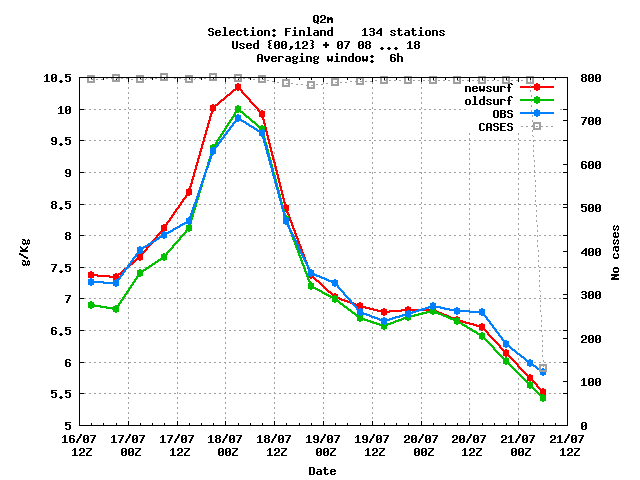 Q2m
Selection: Finland    134 stations
Used {00,12} + 07 08 ... 18
Averaging window:  6h
newsurf
oldsurf
OBS
CASES
10.5
10
9.5
9
8.5
8
7.5
7
6.5
6
5.5
5
g/Kg
800
700
600
500
400
300
200
100
0
No cases
16/07 17/07 17/07 18/07 18/07 19/07 19/07 20/07 20/07 21/07 21/07
12Z 00Z 12Z 00Z 12Z 00Z 12Z 00Z 12Z 00Z 12Z
Date